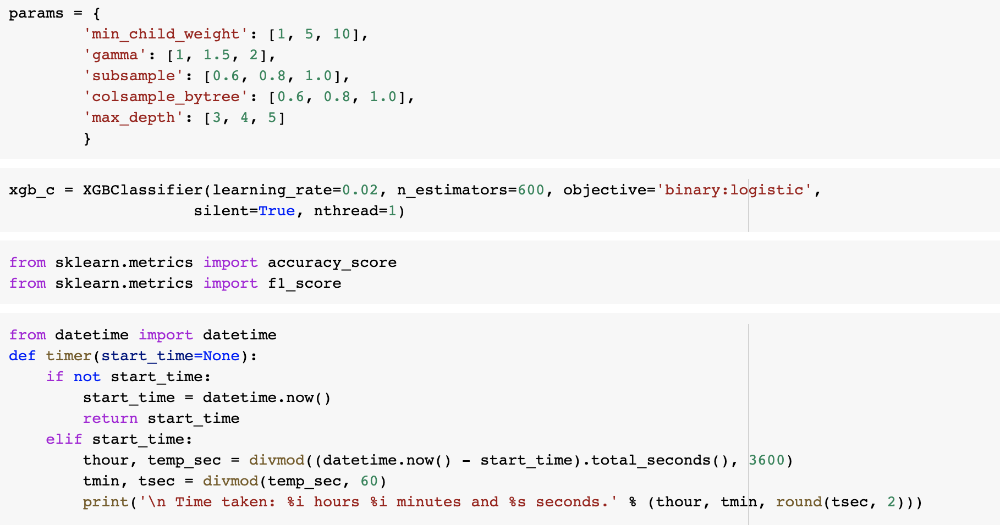 params = {
        'min_child_weight': [1, 5, 10],
        'gamma': [1, 1.5, 2],
        'subsample': [0.6, 0.8, 1.0],
        'colsample_bytree': [0.6, 0.8, 1.0],
        'max_depth': [3, 4, 5]
        }
xgb_c = XGBClassifier(learning_rate=0.02, n_estimators=600, objective='binary:logistic',
                    silent=True, nthread=1)
from sklearn.metrics import accuracy_score
from sklearn.metrics import f1_score
from datetime import datetime
def timer(start_time=None):
    if not start_time:
        start_time = datetime.now()
        return start_time
    elif start_time:
        thour, temp_sec = divmod((datetime.now() - start_time).total_seconds(), 3600)
        tmin, tsec = divmod(temp_sec, 60)
        print('\n Time taken: %i hours %i minutes and %s seconds.' % (thour, tmin, round(tsec, 2)))